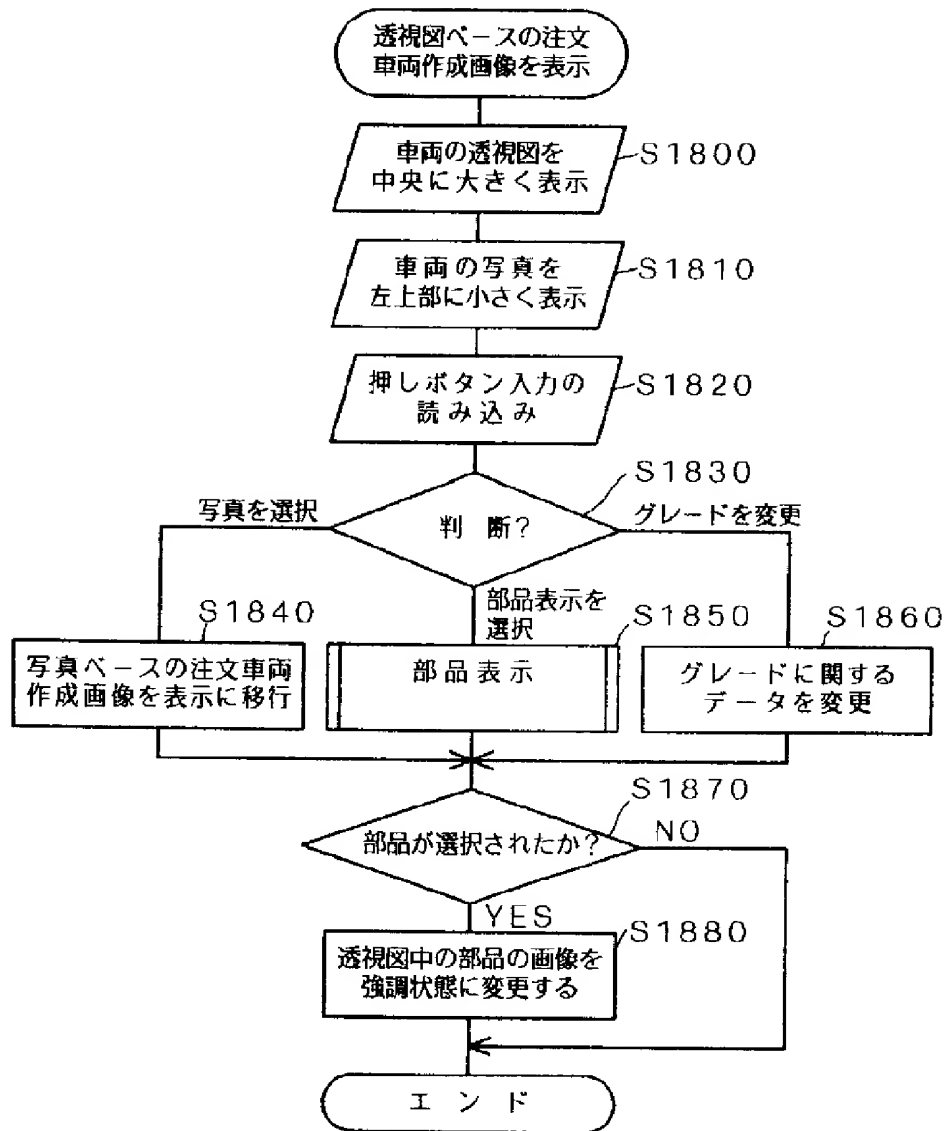 透視図ベースの注文
車両作成画像を表示
車両の透視図を
中央に大きく表示
S1800
車両の写真を
左上部に小さく表示
S1810
押しボタン入力の
読み込み
S1820
S1830
判 断?
写真を選択
グレードを変更
部品表示を
選択
S1840
写真ベースの注文車両
作成画像を表示に移行
S1850
部品表示
S1860
グレードに関する
データを変更
S1870
部品が選択されたか?
NO
YES
S1880
透視図中の部品の画像を
強調状態に変更する
エ ン ド